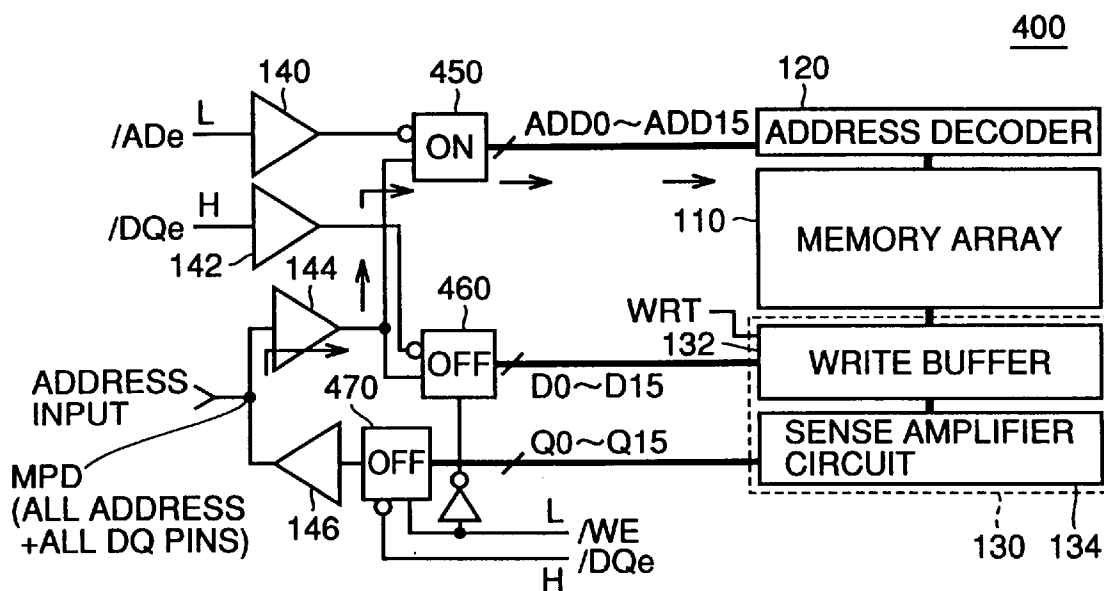 400
140
450
120
L
/ADe
ON
ADD0~ADD15
ADDRESS DECODER
H
/DQe
142
144
110
MEMORY ARRAY
460
WRT
132
WRITE BUFFER
OFF
D0~D15
ADDRESS
INPUT
470
OFF
Q0~Q15
SENSE AMPLIFIER
CIRCUIT
MPD
(ALL ADDRESS
+ALL DQ PINS)
146
L
/WE
/DQe
H
130
134